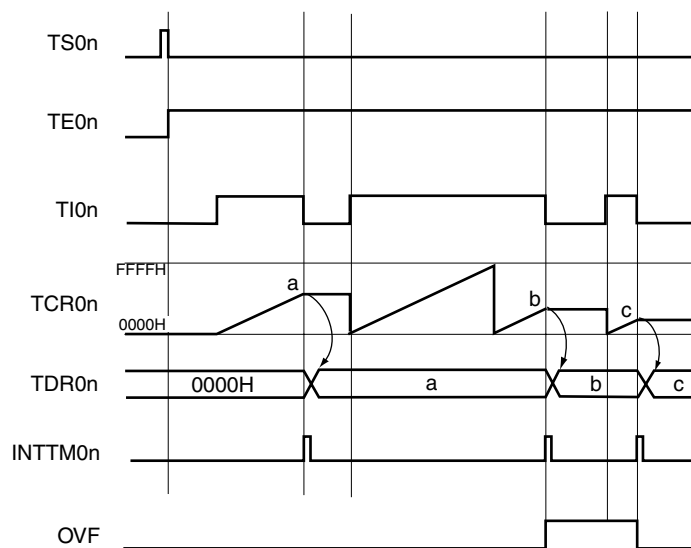 TS0n
TE0n
TI0n
FFFFH
a
b
c
TCR0n
0000H
TDR0n
0000H
a
b
c
INTTM0n
OVF